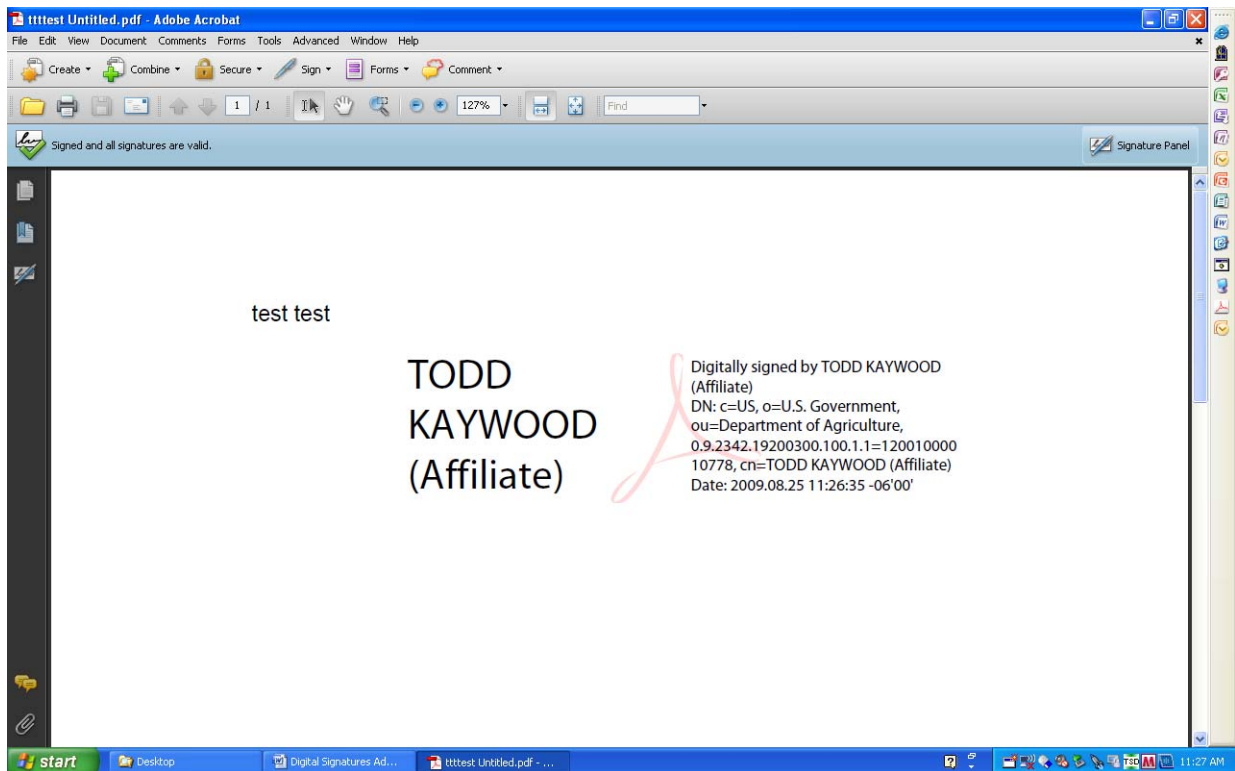 ttttest Untitled.pdf - Adobe Acrobat
File Edit View Document Comments Forms Tools Advanced Window Help
Create Combine Secure Sign Forms Comment
1 / 1 127% Find
Signed and all signatures are valid. Signature Panel
test test
TODD
KAYWOOD
(Affiliate)
Digitally signed by TODD KAYWOOD
(Affiliate)
DN: c=US, o=U.S. Government,
ou=Department of Agriculture,
0.9.2342.19200300.100.1.1=120010000
10778, cn=TODD KAYWOOD (Affiliate)
Date: 2009.08.25 11:26:35 -06'00'
start Desktop Digital Signatures Ad... ttttest Untitled.pdf - ... 11:27 AM